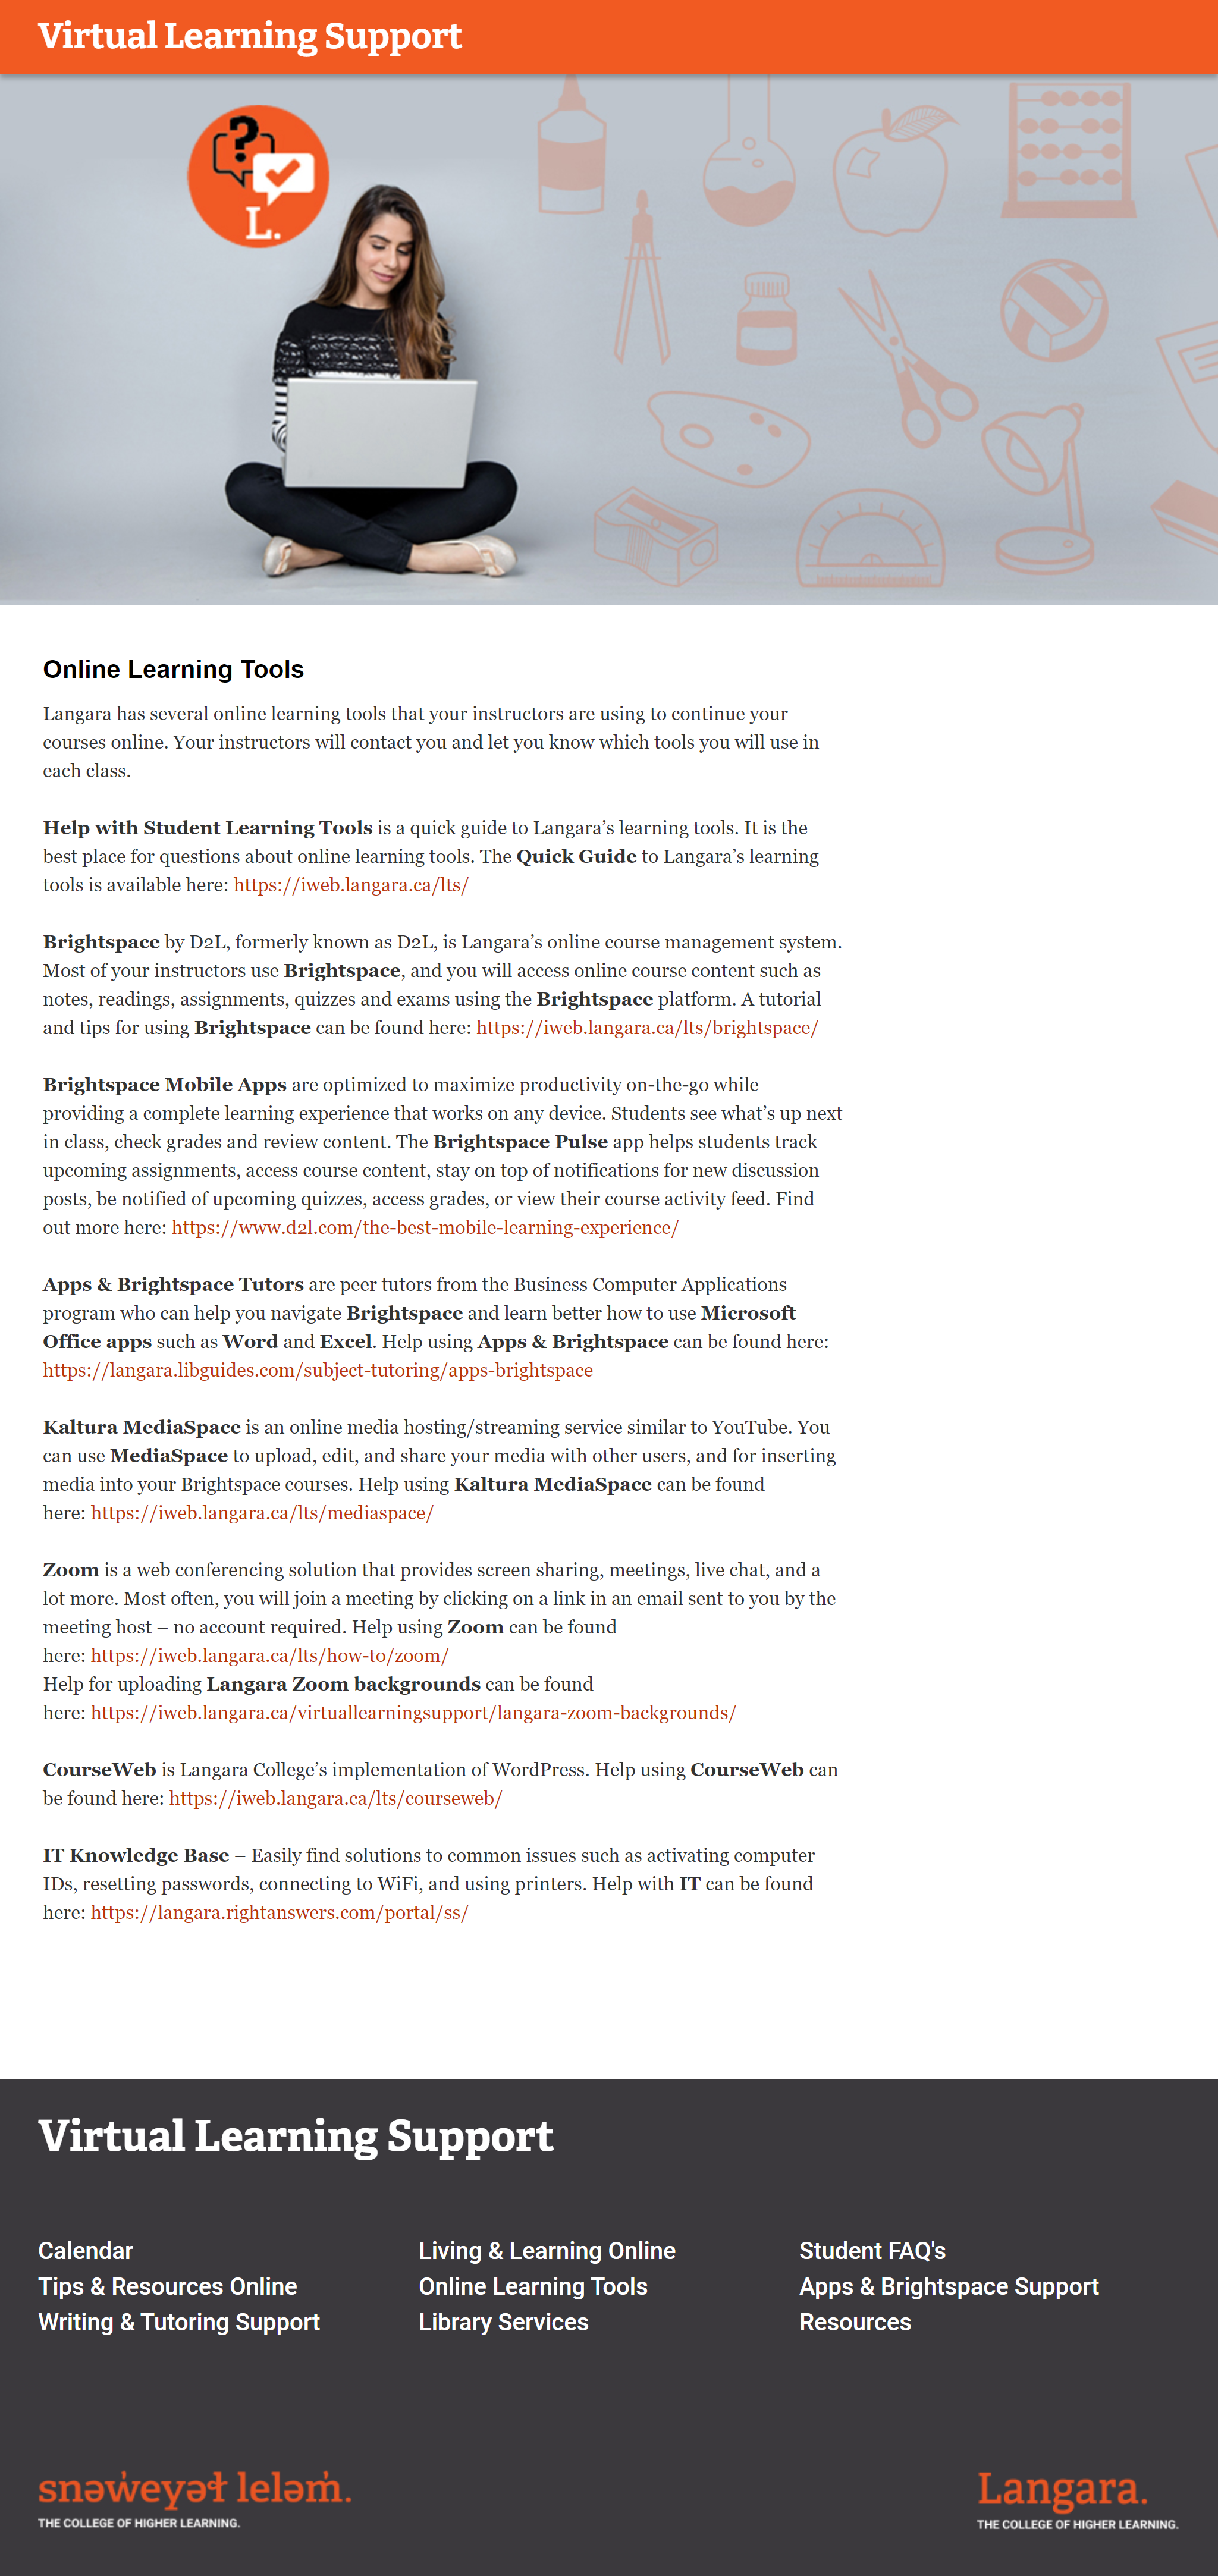 Virtual Learning Support
?
L.
Online Learning Tools
Langara has several online learning tools that your instructors are using to continue your
courses online. Your instructors will contact you and let you know which tools you will use in
each class.
Help with Student Learning Tools is a quick guide to Langara’s learning tools. It is the
best place for questions about online learning tools. The Quick Guide to Langara’s learning
tools is available here: https://iweb.langara.ca/lts/
Brightspace by D2L, formerly known as D2L, is Langara’s online course management system.
Most of your instructors use Brightspace, and you will access online course content such as
notes, readings, assignments, quizzes and exams using the Brightspace platform. A tutorial
and tips for using Brightspace can be found here: https://iweb.langara.ca/lts/brightspace/
Brightspace Mobile Apps are optimized to maximize productivity on-the-go while
providing a complete learning experience that works on any device. Students see what’s up next
in class, check grades and review content. The Brightspace Pulse app helps students track
upcoming assignments, access course content, stay on top of notifications for new discussion
posts, be notified of upcoming quizzes, access grades, or view their course activity feed. Find
out more here: https://www.d2l.com/the-best-mobile-learning-experience/
Apps & Brightspace Tutors are peer tutors from the Business Computer Applications
program who can help you navigate Brightspace and learn better how to use Microsoft
Office apps such as Word and Excel. Help using Apps & Brightspace can be found here:
https://langara.libguides.com/subject-tutoring/apps-brightspace
Kaltura MediaSpace is an online media hosting/streaming service similar to YouTube. You
can use MediaSpace to upload, edit, and share your media with other users, and for inserting
media into your Brightspace courses. Help using Kaltura MediaSpace can be found
here: https://iweb.langara.ca/lts/mediaspace/
Zoom is a web conferencing solution that provides screen sharing, meetings, live chat, and a
lot more. Most often, you will join a meeting by clicking on a link in an email sent to you by the
meeting host – no account required. Help using Zoom can be found
here: https://iweb.langara.ca/lts/how-to/zoom/
Help for uploading Langara Zoom backgrounds can be found
here: https://iweb.langara.ca/virtuallearningsupport/langara-zoom-backgrounds/
CourseWeb is Langara College’s implementation of WordPress. Help using CourseWeb can
be found here: https://iweb.langara.ca/lts/courseweb/
IT Knowledge Base – Easily find solutions to common issues such as activating computer
IDs, resetting passwords, connecting to WiFi, and using printers. Help with IT can be found
here: https://langara.rightanswers.com/portal/ss/
Virtual Learning Support
Calendar
Tips & Resources Online
Writing & Tutoring Support
Living & Learning Online
Online Learning Tools
Library Services
Student FAQ's
Apps & Brightspace Support
Resources
snəw̓eyəɬ leləm̓.
THE COLLEGE OF HIGHER LEARNING.
Langara.
THE COLLEGE OF HIGHER LEARNING.